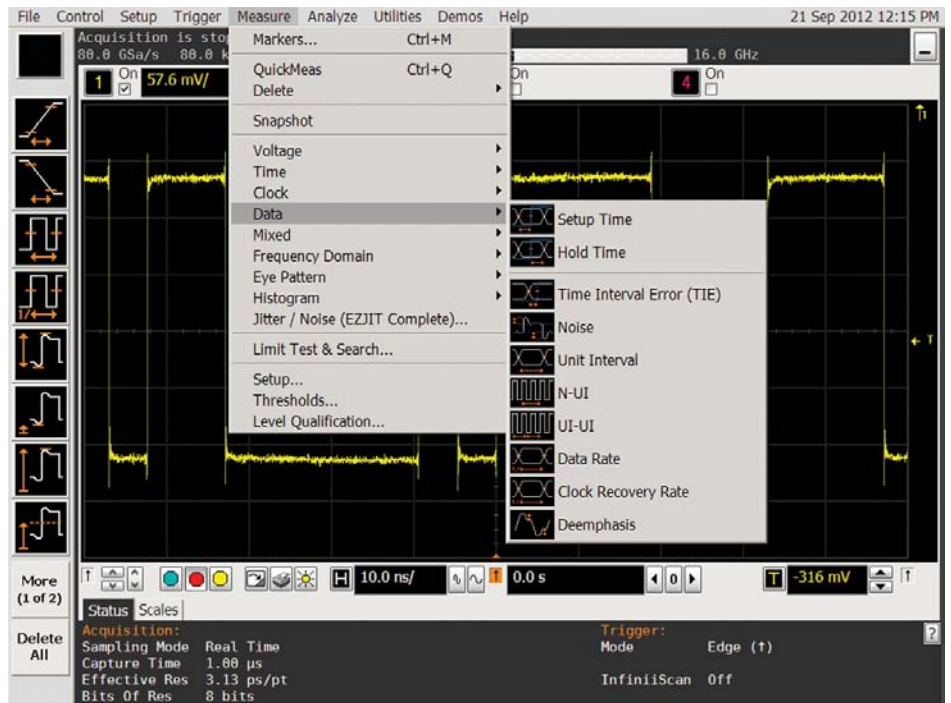 File Control Setup Trigger Measure Analyze Utilities Demos Help 21 Sep 2012 12:15 PM
Acquisition is stop
80.0 GSa/s 80.0 k
16.0 GHz
1 On 57.6 mV/
On
4 On
Markers... Ctrl+M
QuickMeas Ctrl+Q
Delete
Snapshot
Voltage
Time
Clock
Data
Mixed
Frequency Domain
Eye Pattern
Histogram
Jitter / Noise (EZJIT Complete)...
Limit Test & Search...
Setup...
Thresholds...
Level Qualification...
Setup Time
Hold Time
Time Interval Error (TIE)
Noise
Unit Interval
N-UI
UI-UI
Data Rate
Clock Recovery Rate
Deemphasis
1
T
1/
More
(1 of 2)
Delete
All
H 10.0 ns/ 0.0 s 0 T -316 mV
Status Scales
Acquisition:
Sampling Mode Real Time
Capture Time 1.00 µs
Effective Res 3.13 ps/pt
Bits Of Res 8 bits
Trigger:
Mode Edge (↑)
InfiniiScan Off
?